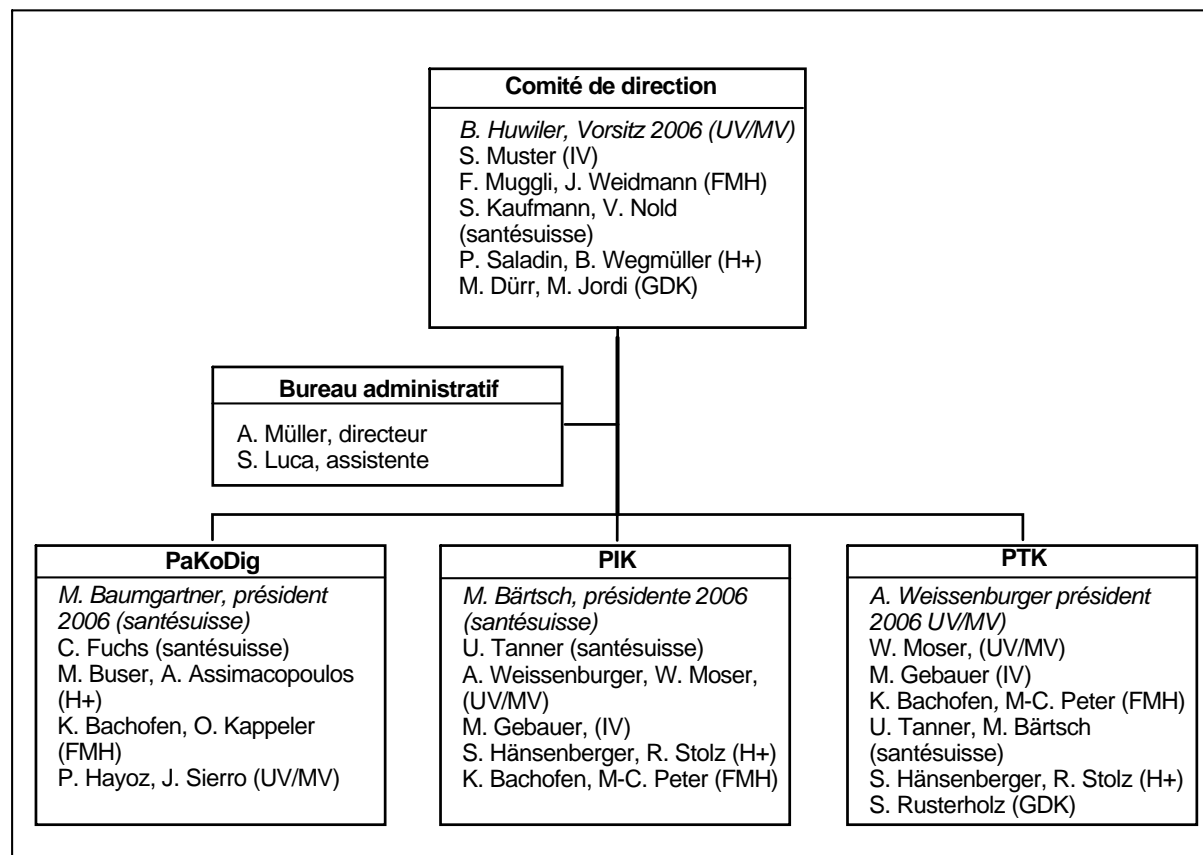 Comité de direction
B. Huwiler, Vorsitz 2006 (UV/MV)
S. Muster (IV)
F. Muggli, J. Weidmann (FMH)
S. Kaufmann, V. Nold
(santésuisse)
P. Saladin, B. Wegmüller (H+)
M. Dürr, M. Jordi (GDK)
Bureau administratif
A. Müller, directeur
S. Luca, assistente
PaKoDig
M. Baumgartner, président
2006 (santésuisse)
C. Fuchs (santésuisse)
M. Buser, A. Assimacopoulos
(H+)
K. Bachofen, O. Kappeler
(FMH)
P. Hayoz, J. Sierro (UV/MV)
PIK
M. Bärtsch, présidente 2006
(santésuisse)
U. Tanner (santésuisse)
A. Weissenburger, W. Moser,
(UV/MV)
M. Gebauer, (IV)
S. Hänsenberger, R. Stolz (H+)
K. Bachofen, M-C. Peter (FMH)
PTK
A. Weissenburger président
2006 UV/MV)
W. Moser, (UV/MV)
M. Gebauer (IV)
K. Bachofen, M-C. Peter (FMH)
U. Tanner, M. Bärtsch
(santésuisse)
S. Hänsenberger, R. Stolz (H+)
S. Rusterholz (GDK)